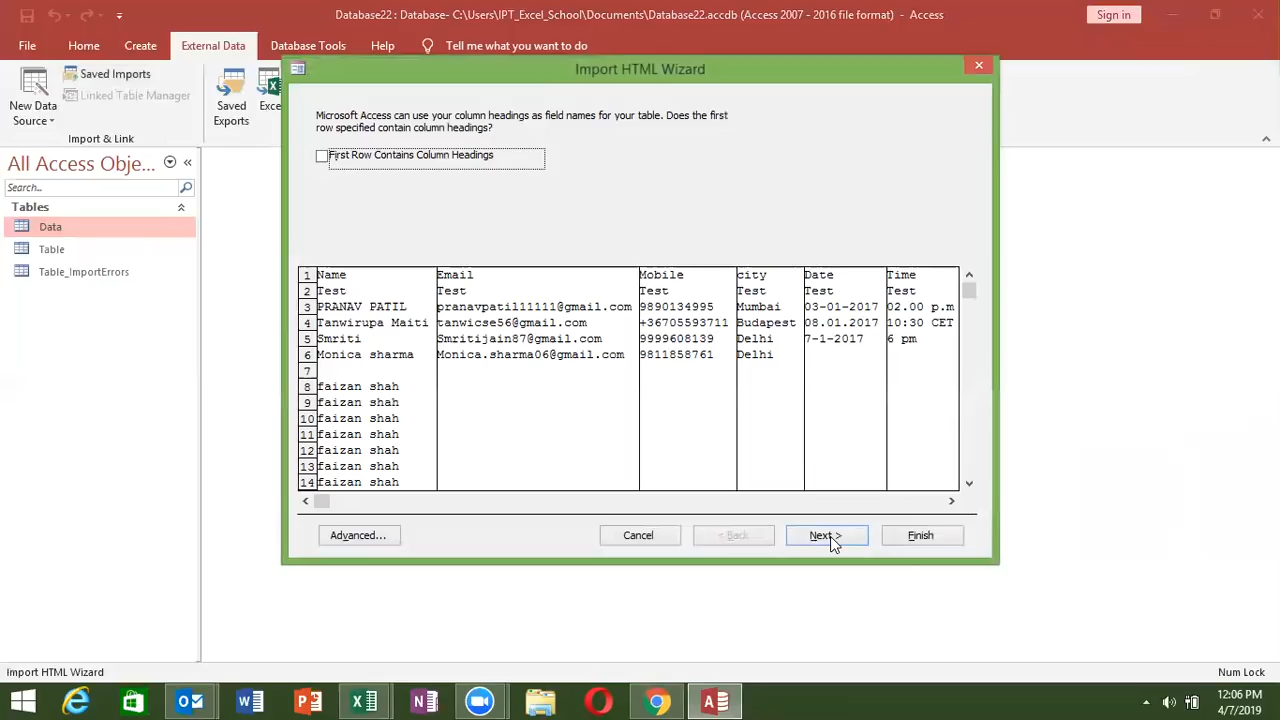 Database22 : Database- C:\Users\IPT_Excel_School\Documents\Database22.accdb (Access 2007 - 2016 file format) - Access
Sign in
File Home Create External Data Database Tools Help Tell me what you want to do
New Data Source
Saved Imports
Linked Table Manager
Import & Link
Saved Exports
Exce
Import HTML Wizard
Microsoft Access can use your column headings as field names for your table. Does the first
row specified contain column headings?
First Row Contains Column Headings
All Access Obje... «
Search...
Tables
Data
Table
Table_ImportErrors
1 Name Email Mobile city Date Time
2 Test Test Test Test Test Test
3 PRANAV PATIL pranavpatil11111@gmail.com 9890134995 Mumbai 03-01-2017 02.00 p.m
4 Tanwirupa Maiti tanwicse56@gmail.com +36705593711 Budapest 08.01.2017 10:30 CET
5 Smriti Smritijain87@gmail.com 9999608139 Delhi 7-1-2017 6 pm
6 Monica sharma Monica.sharma06@gmail.com 9811858761 Delhi
7
8 faizan shah
9 faizan shah
10 faizan shah
11 faizan shah
12 faizan shah
13 faizan shah
14 faizan shah
Advanced... Cancel < Back Next > Finish
Import HTML Wizard
Num Lock
12:06 PM
4/7/2019